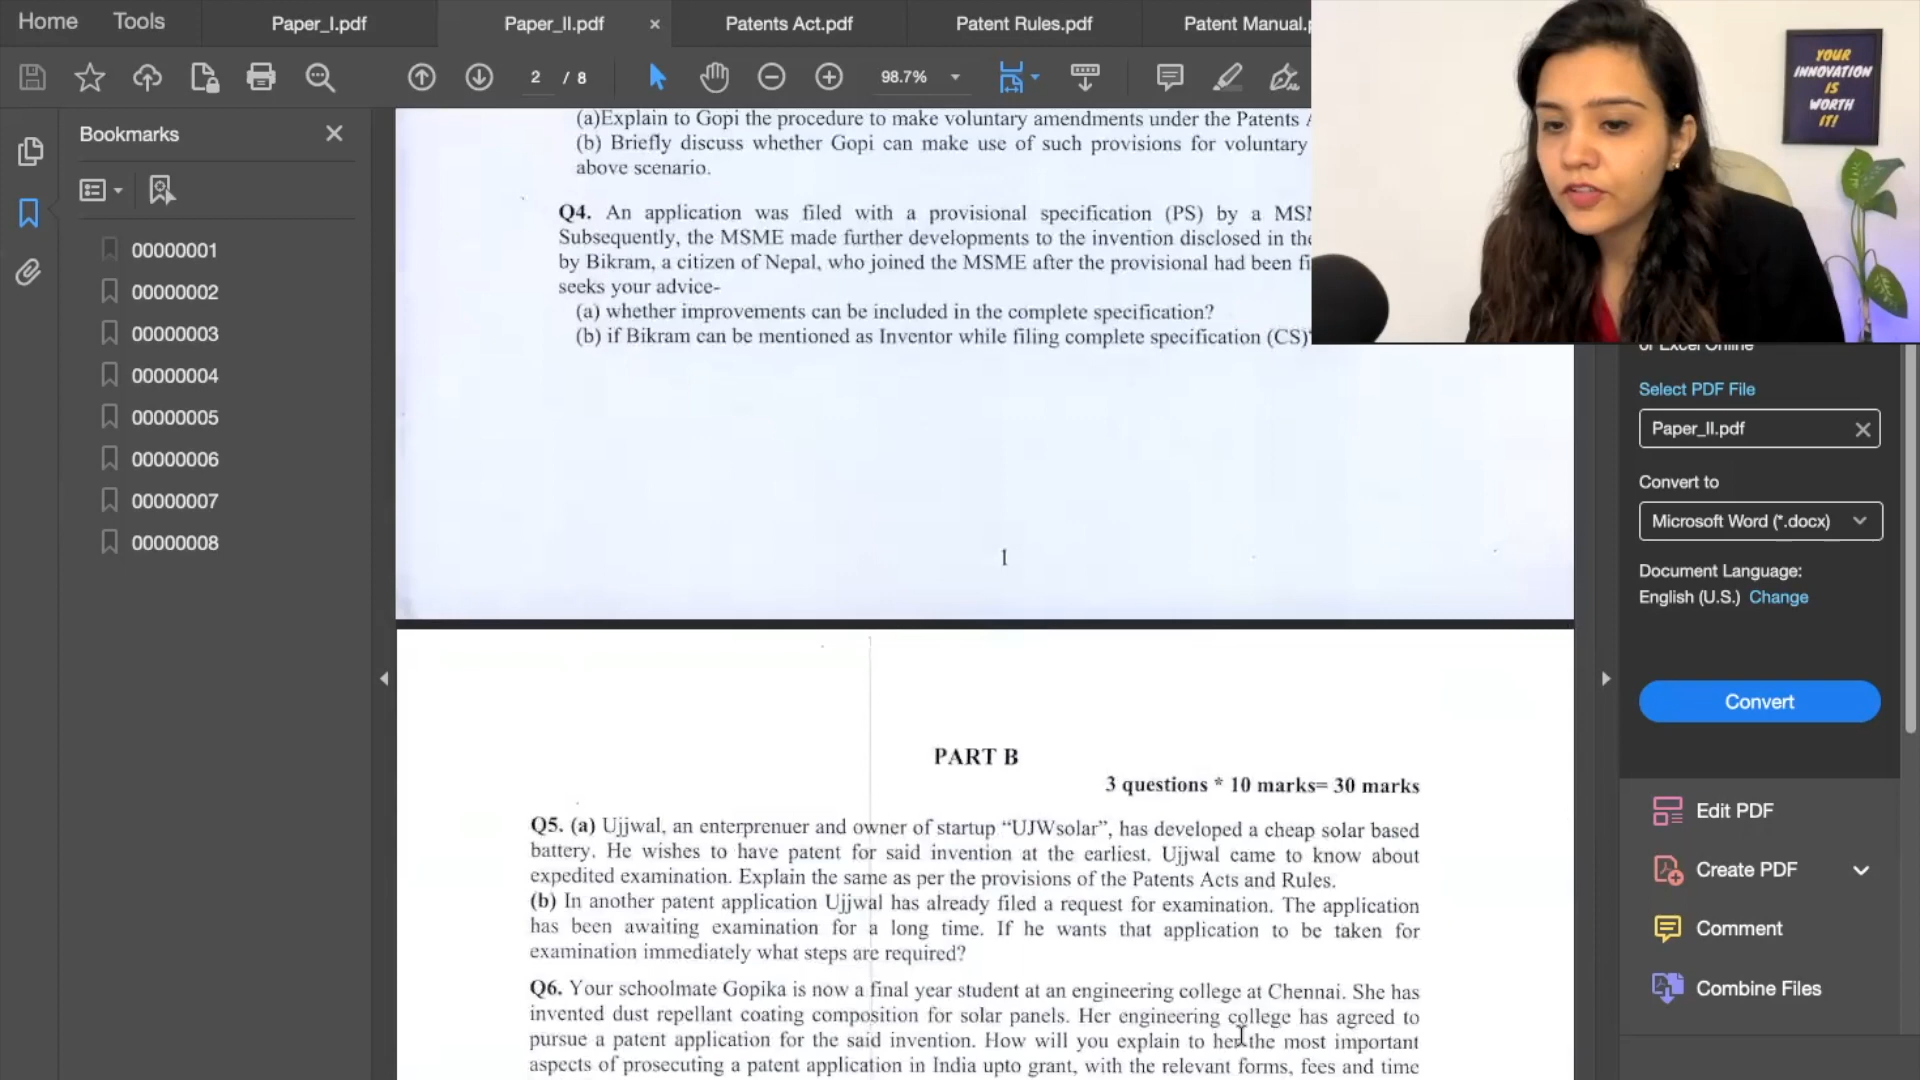 Home
Tools
Paper_I.pdf
Paper_II.pdf
Patents Act.pdf
Patent Rules.pdf
Patent Manual.p
2 / 8
98.7%
Bookmarks
00000001
00000002
00000003
00000004
00000005
00000006
00000007
00000008
(a)Explain to Gopi the procedure to make voluntary amendments under the Patents A
(b) Briefly discuss whether Gopi can make use of such provisions for voluntary
above scenario.
Q4. An application was filed with a provisional specification (PS) by a MSM
Subsequently, the MSME made further developments to the invention disclosed in the
by Bikram, a citizen of Nepal, who joined the MSME after the provisional had been fi
seeks your advice-
(a) whether improvements can be included in the complete specification?
(b) if Bikram can be mentioned as Inventor while filing complete specification (CS)?
1
PART B
3 questions * 10 marks= 30 marks
Q5. (a) Ujjwal, an enterprenuer and owner of startup “UJWsolar”, has developed a cheap solar based
battery. He wishes to have patent for said invention at the earliest. Ujjwal came to know about
expedited examination. Explain the same as per the provisions of the Patents Acts and Rules.
(b) In another patent application Ujjwal has already filed a request for examination. The application
has been awaiting examination for a long time. If he wants that application to be taken for
examination immediately what steps are required?
Q6. Your schoolmate Gopika is now a final year student at an engineering college at Chennai. She has
invented dust repellant coating composition for solar panels. Her engineering college has agreed to
pursue a patent application for the said invention. How will you explain to her the most important
aspects of prosecuting a patent application in India upto grant, with the relevant forms, fees and time
YOUR
INNOVATION
IS
WORTH
IT!
or Excel Online
Select PDF File
Paper_II.pdf
Convert to
Microsoft Word (*.docx)
Document Language:
English (U.S.) Change
Convert
Edit PDF
Create PDF
Comment
Combine Files